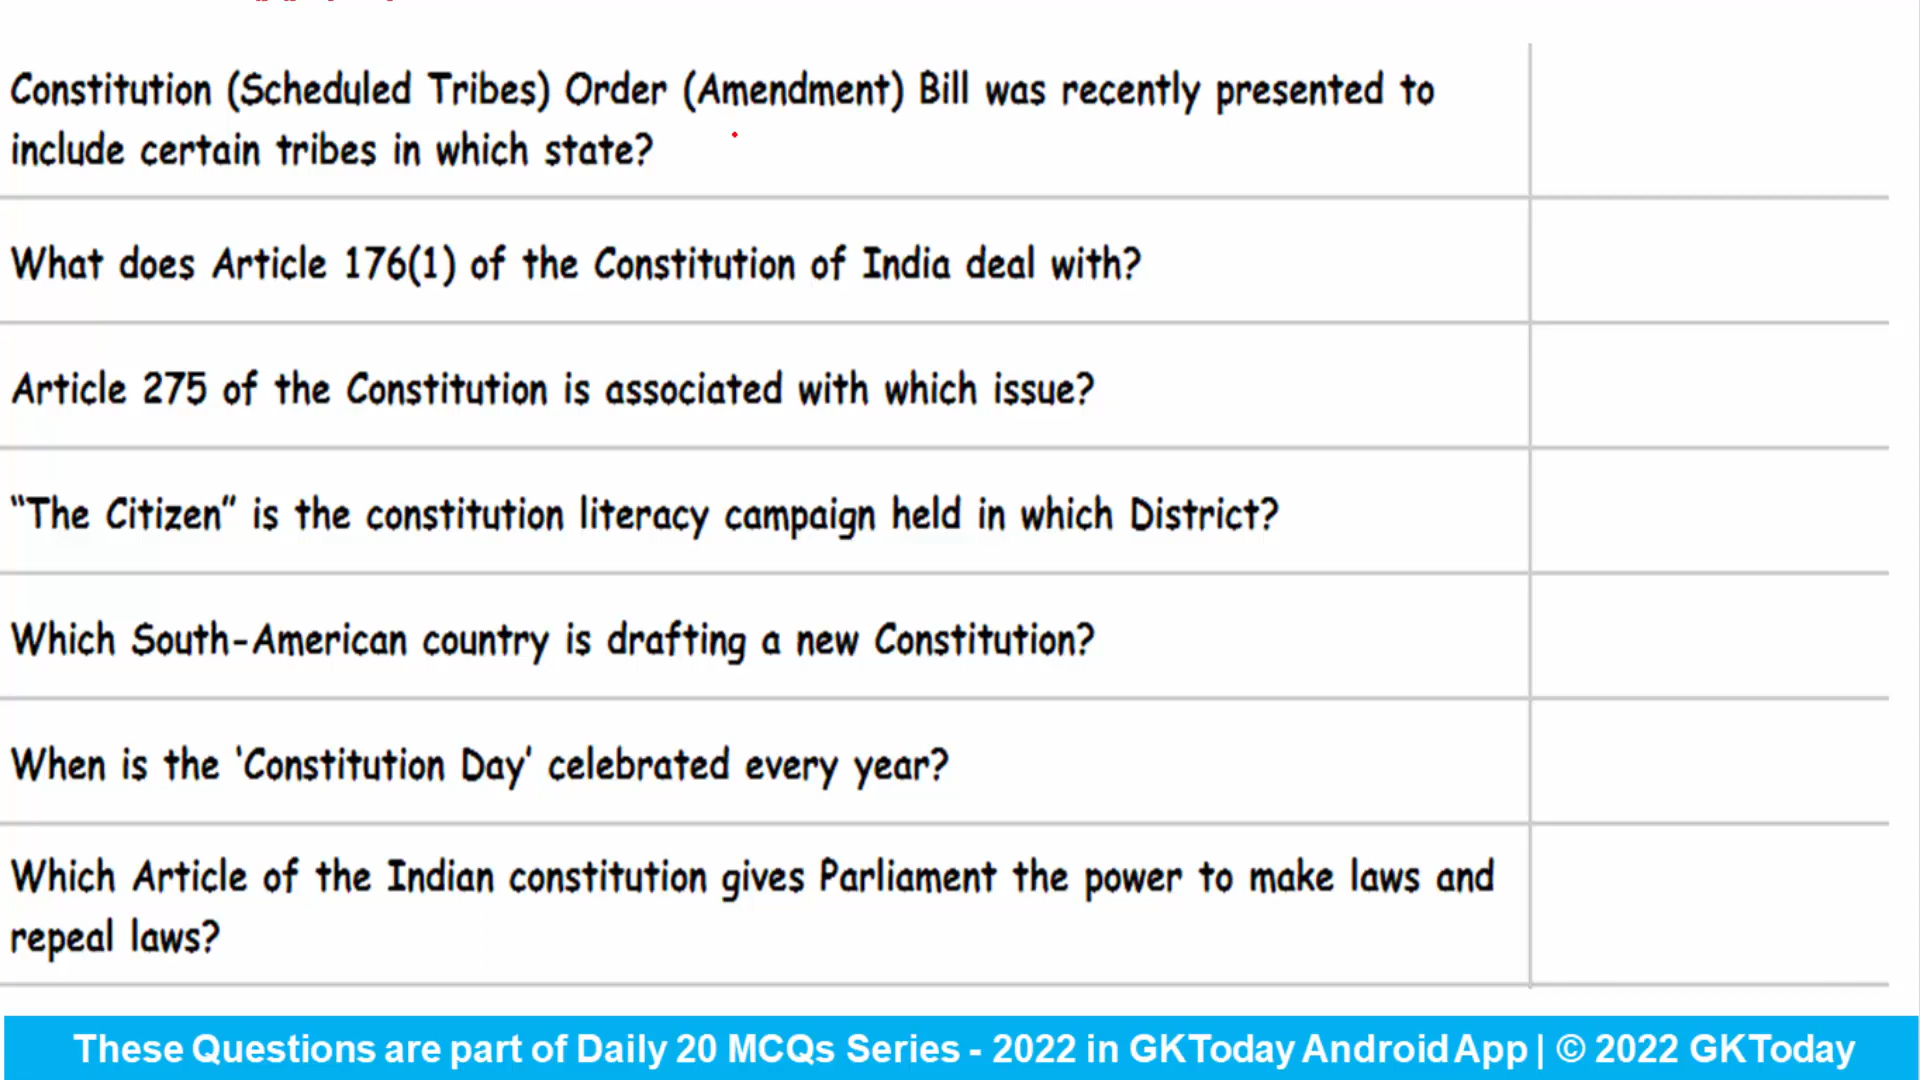 Constitution (Scheduled Tribes) Order (Amendment) Bill was recently presented to
include certain tribes in which state?
What does Article 176(1) of the Constitution of India deal with?
Article 275 of the Constitution is associated with which issue?
“The Citizen” is the constitution literacy campaign held in which District?
Which South-American country is drafting a new Constitution?
When is the ‘Constitution Day’ celebrated every year?
Which Article of the Indian constitution gives Parliament the power to make laws and
repeal laws?
These Questions are part of Daily 20 MCQs Series - 2022 in GKToday Android App | © 2022 GKToday